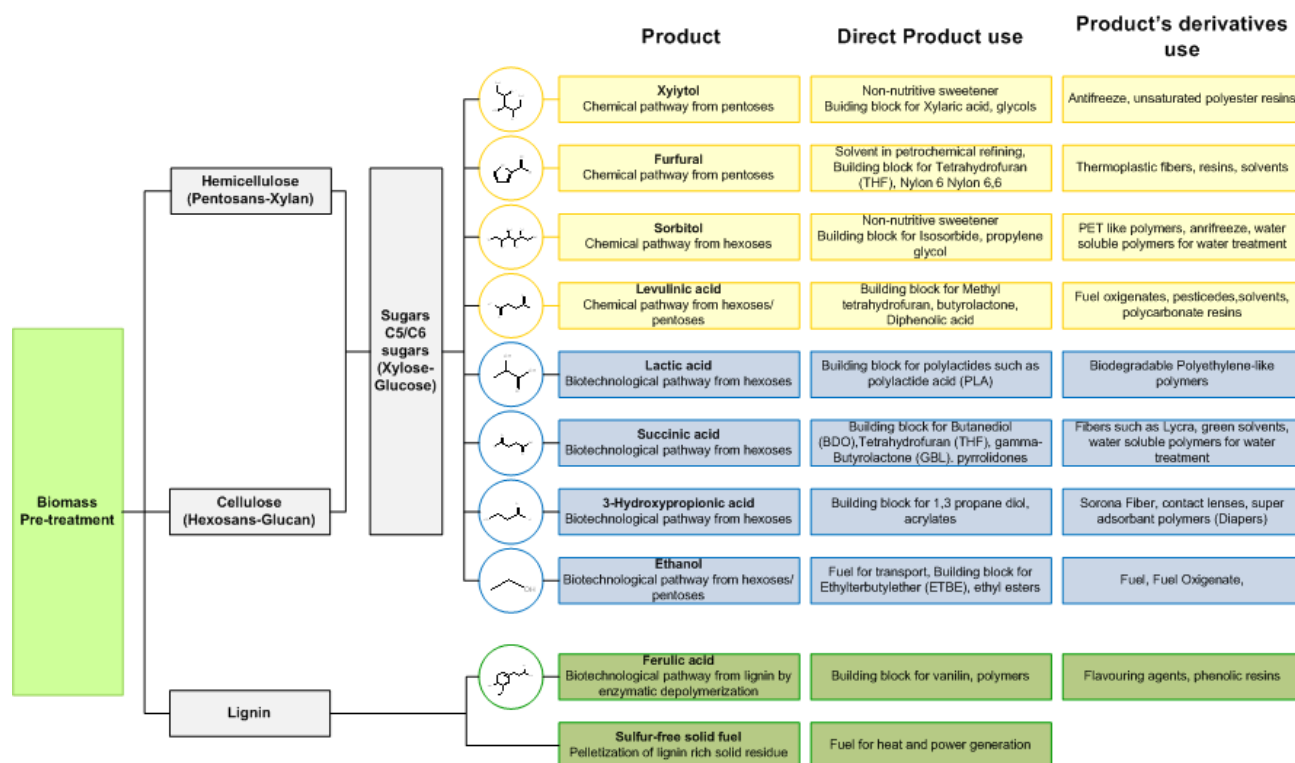 Product
Direct Product use
Product's derivatives
use
Xyiytol
Chemical pathway from pentoses
Non-nutritive sweetener
Buiding block for Xylaric acid, glycols
Antifreeze, unsaturated polyester resins
Furfural
Chemical pathway from pentoses
Solvent in petrochemical refining,
Building block for Tetrahydrofuran
(THF), Nylon 6 Nylon 6,6
Thermoplastic fibers, resins, solvents
Sorbitol
Chemical pathway from hexoses
Non-nutritive sweetener
Building block for Isosorbide, propylene
glycol
PET like polymers, anrifreeze, water
soluble polymers for water treatment
Levulinic acid
Chemical pathway from hexoses/
pentoses
Building block for Methyl
tetrahydrofuran, butyrolactone,
Diphenolic acid
Fuel oxigenates, pesticedes,solvents,
polycarbonate resins
Lactic acid
Biotechnological pathway from hexoses
Building block for polylactides such as
polylactide acid (PLA)
Biodegradable Polyethylene-like
polymers
Succinic acid
Biotechnological pathway from hexoses
Building block for Butanediol
(BDO),Tetrahydrofuran (THF), gamma-
Butyrolactone (GBL). pyrrolidones
Fibers such as Lycra, green solvents,
water soluble polymers for water
treatment
3-Hydroxypropionic acid
Biotechnological pathway from hexoses
Building block for 1,3 propane diol,
acrylates
Sorona Fiber, contact lenses, super
adsorbant polymers (Diapers)
Ethanol
Biotechnological pathway from hexoses/
pentoses
Fuel for transport, Building block for
Ethylterbutylether (ETBE), ethyl esters
Fuel, Fuel Oxigenate,
OH
Ferulic acid
Biotechnological pathway from lignin by
enzymatic depolymerization
Building block for vanilin, polymers
Flavouring agents, phenolic resins
Sulfur-free solid fuel
Pelletization of lignin rich solid residue
Fuel for heat and power generation
Hemicellulose
(Pentosans-Xylan)
Sugars
C5/C6
sugars
(Xylose-
Glucose)
Biomass
Pre-treatment
Cellulose
(Hexosans-Glucan)
Lignin